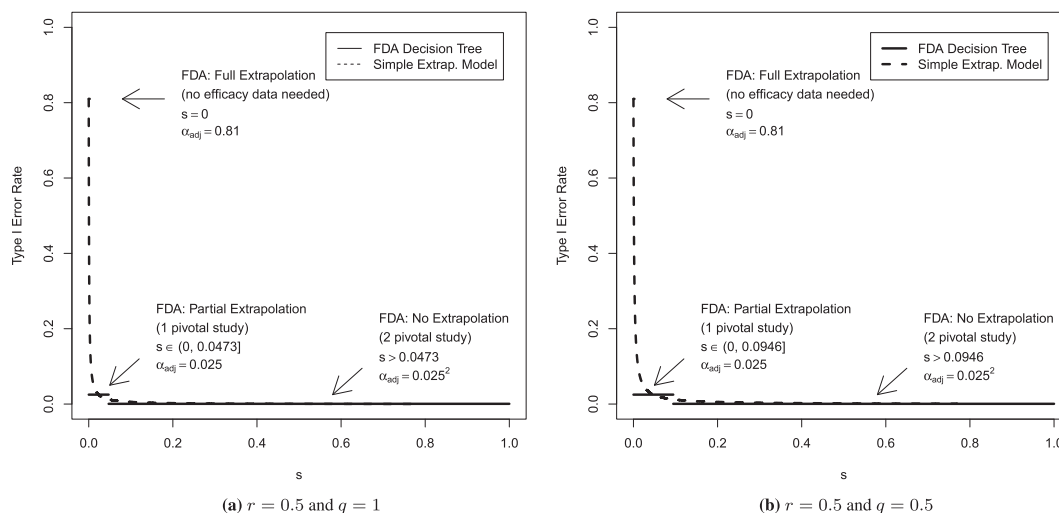 FDA Decision Tree
Simple Extrap. Model
FDA: Full Extrapolation
(no efficacy data needed)
s = 0
αadj = 0.81
FDA: Partial Extrapolation
(1 pivotal study)
s ∈ (0, 0.0473]
αadj = 0.025
FDA: No Extrapolation
(2 pivotal study)
s > 0.0473
αadj = 0.025²
Type I Error Rate
1.0
0.8
0.6
0.4
0.2
0.0
0.0 0.2 0.4 0.6 0.8 1.0
s
(a) r = 0.5 and q = 1
FDA Decision Tree
Simple Extrap. Model
FDA: Full Extrapolation
(no efficacy data needed)
s = 0
αadj = 0.81
FDA: Partial Extrapolation
(1 pivotal study)
s ∈ (0, 0.0946]
αadj = 0.025
FDA: No Extrapolation
(2 pivotal study)
s > 0.0946
αadj = 0.025²
Type I Error Rate
1.0
0.8
0.6
0.4
0.2
0.0
0.0 0.2 0.4 0.6 0.8 1.0
s
(b) r = 0.5 and q = 0.5